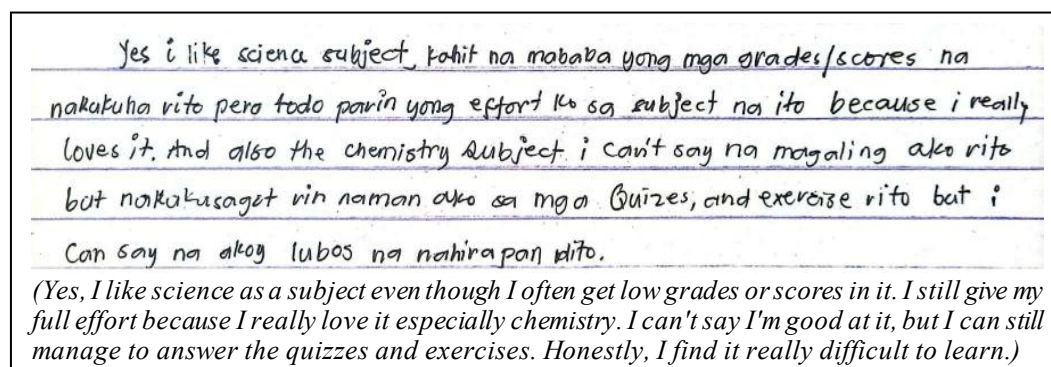 Yes i like science subject, kahit na mababa yong mga grades/scores na
nakakuha rito pero todo parin yong effort ko sa subject na ito because i really
loves it. And also the chemistry subject i can't say na magaling ako rito
but nakakasagot rin naman ako sa mga Quizes, and exercise rito but i
Can say na akoy lubos na nahirapan dito.
(Yes, I like science as a subject even though I often get low grades or scores in it. I still give my
full effort because I really love it especially chemistry. I can't say I'm good at it, but I can still
manage to answer the quizzes and exercises. Honestly, I find it really difficult to learn.)